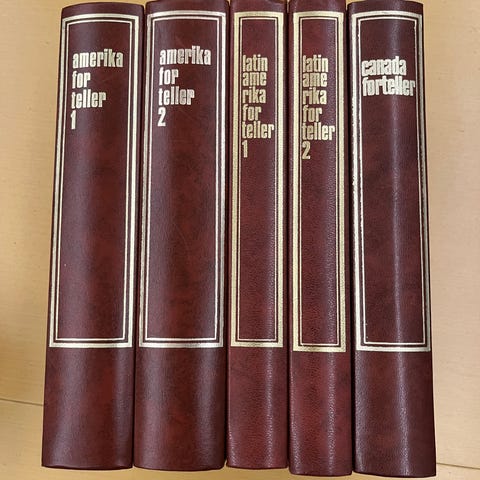 amerika
for
teller
1
amerika
for
teller
2
latin
ame
rika
for
teller
1
latin
ame
rika
for
teller
2
canada
forteller